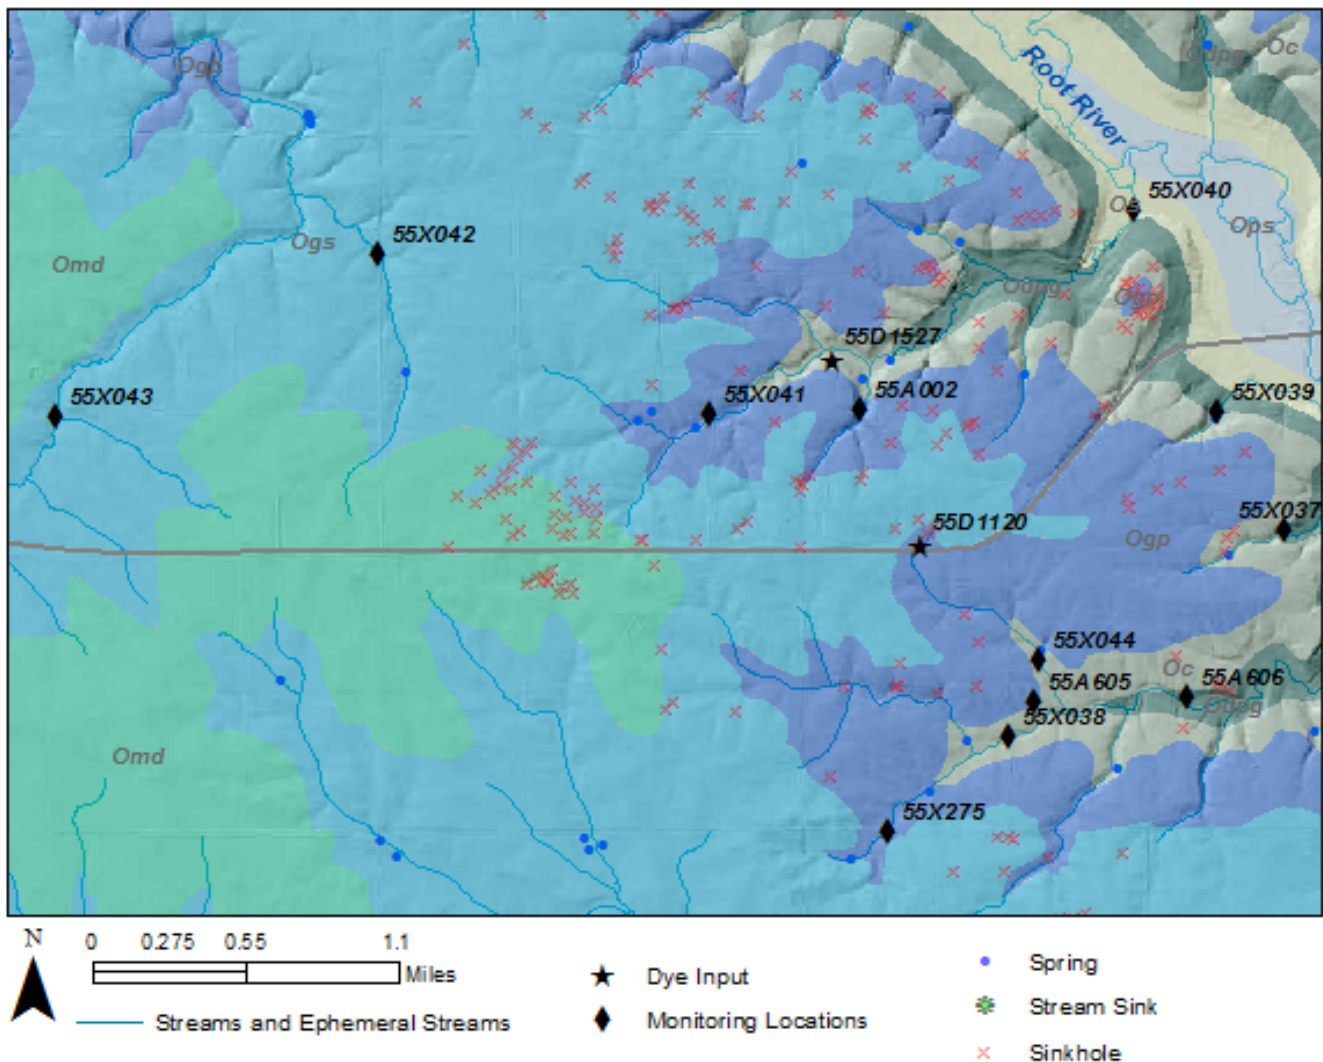 Ogp
Odpg
Oc
Root River
55X040
Ops
55X042
Ogs
Omd
Odpg
Ogp
55D1527
55X043
55X041
55A002
55X039
55X037
55D1120
Ogp
55X044
Oc
55A605
55A606
Odpg
55X038
Omd
55X275
N
0 0.275 0.55 1.1
Miles
Streams and Ephemeral Streams
Dye Input
Monitoring Locations
Spring
Stream Sink
Sinkhole